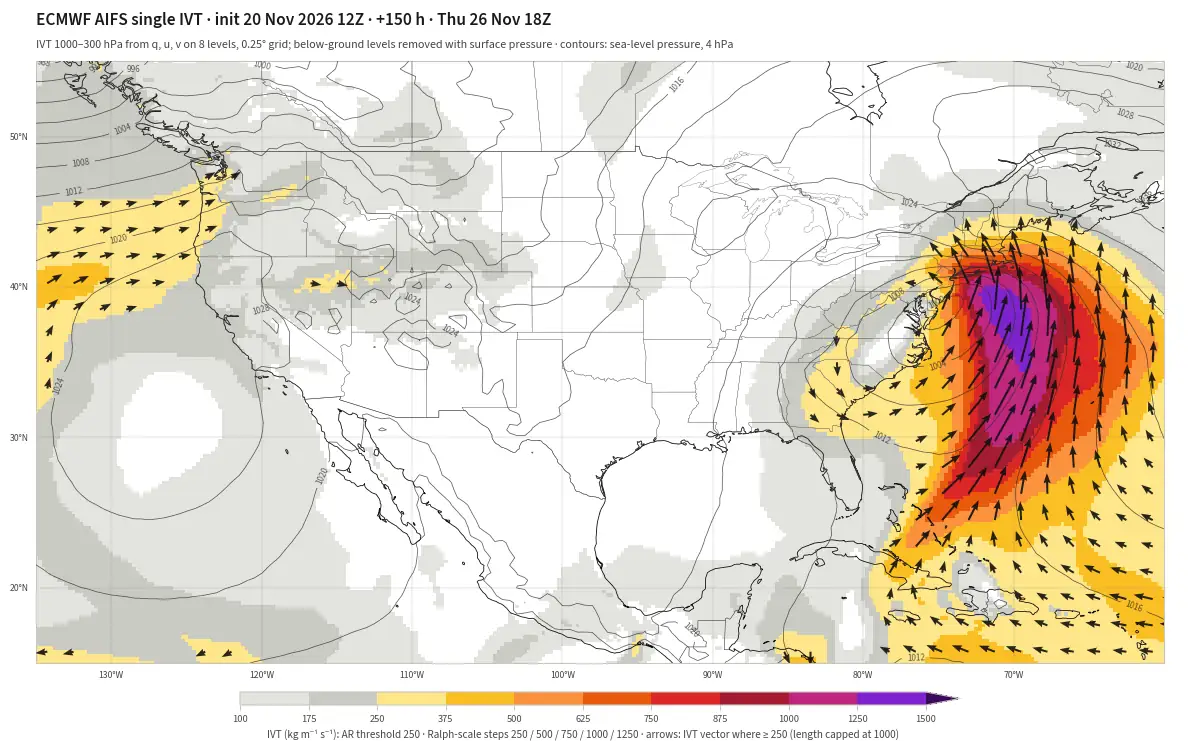 ECMWF AIFS single IVT · init 20 Nov 2026 12Z · +150 h · Thu 26 Nov 18Z
IVT 1000–300 hPa from q, u, v on 8 levels, 0.25° grid; below-ground levels removed with surface pressure · contours: sea-level pressure, 4 hPa
996
1000
1016
1020
1004
1028
1032
1008
1012
1024
1020
1028
1024
1024
1008
1004
1024
1012
1020
1020
1016
1012
50°N
40°N
30°N
20°N
130°W 120°W 110°W 100°W 90°W 80°W 70°W
100 175 250 375 500 625 750 875 1000 1250 1500
IVT (kg m⁻¹ s⁻¹): AR threshold 250 · Ralph-scale steps 250 / 500 / 750 / 1000 / 1250 · arrows: IVT vector where ≥ 250 (length capped at 1000)